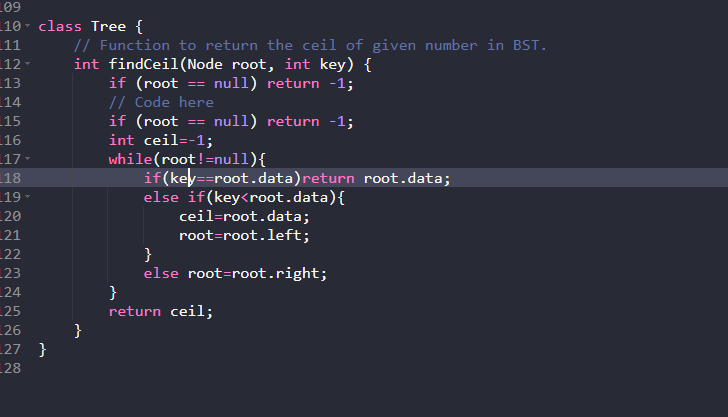 109
110 class Tree {
111     // Function to return the ceil of given number in BST.
112     int findCeil(Node root, int key) {
113         if (root == null) return -1;
114         // Code here
115         if (root == null) return -1;
116         int ceil=-1;
117         while(root!=null){
118             if(key==root.data)return root.data;
119             else if(key<root.data){
120                 ceil=root.data;
121                 root=root.left;
122             }
123             else root=root.right;
124         }
125         return ceil;
126     }
127 }
128